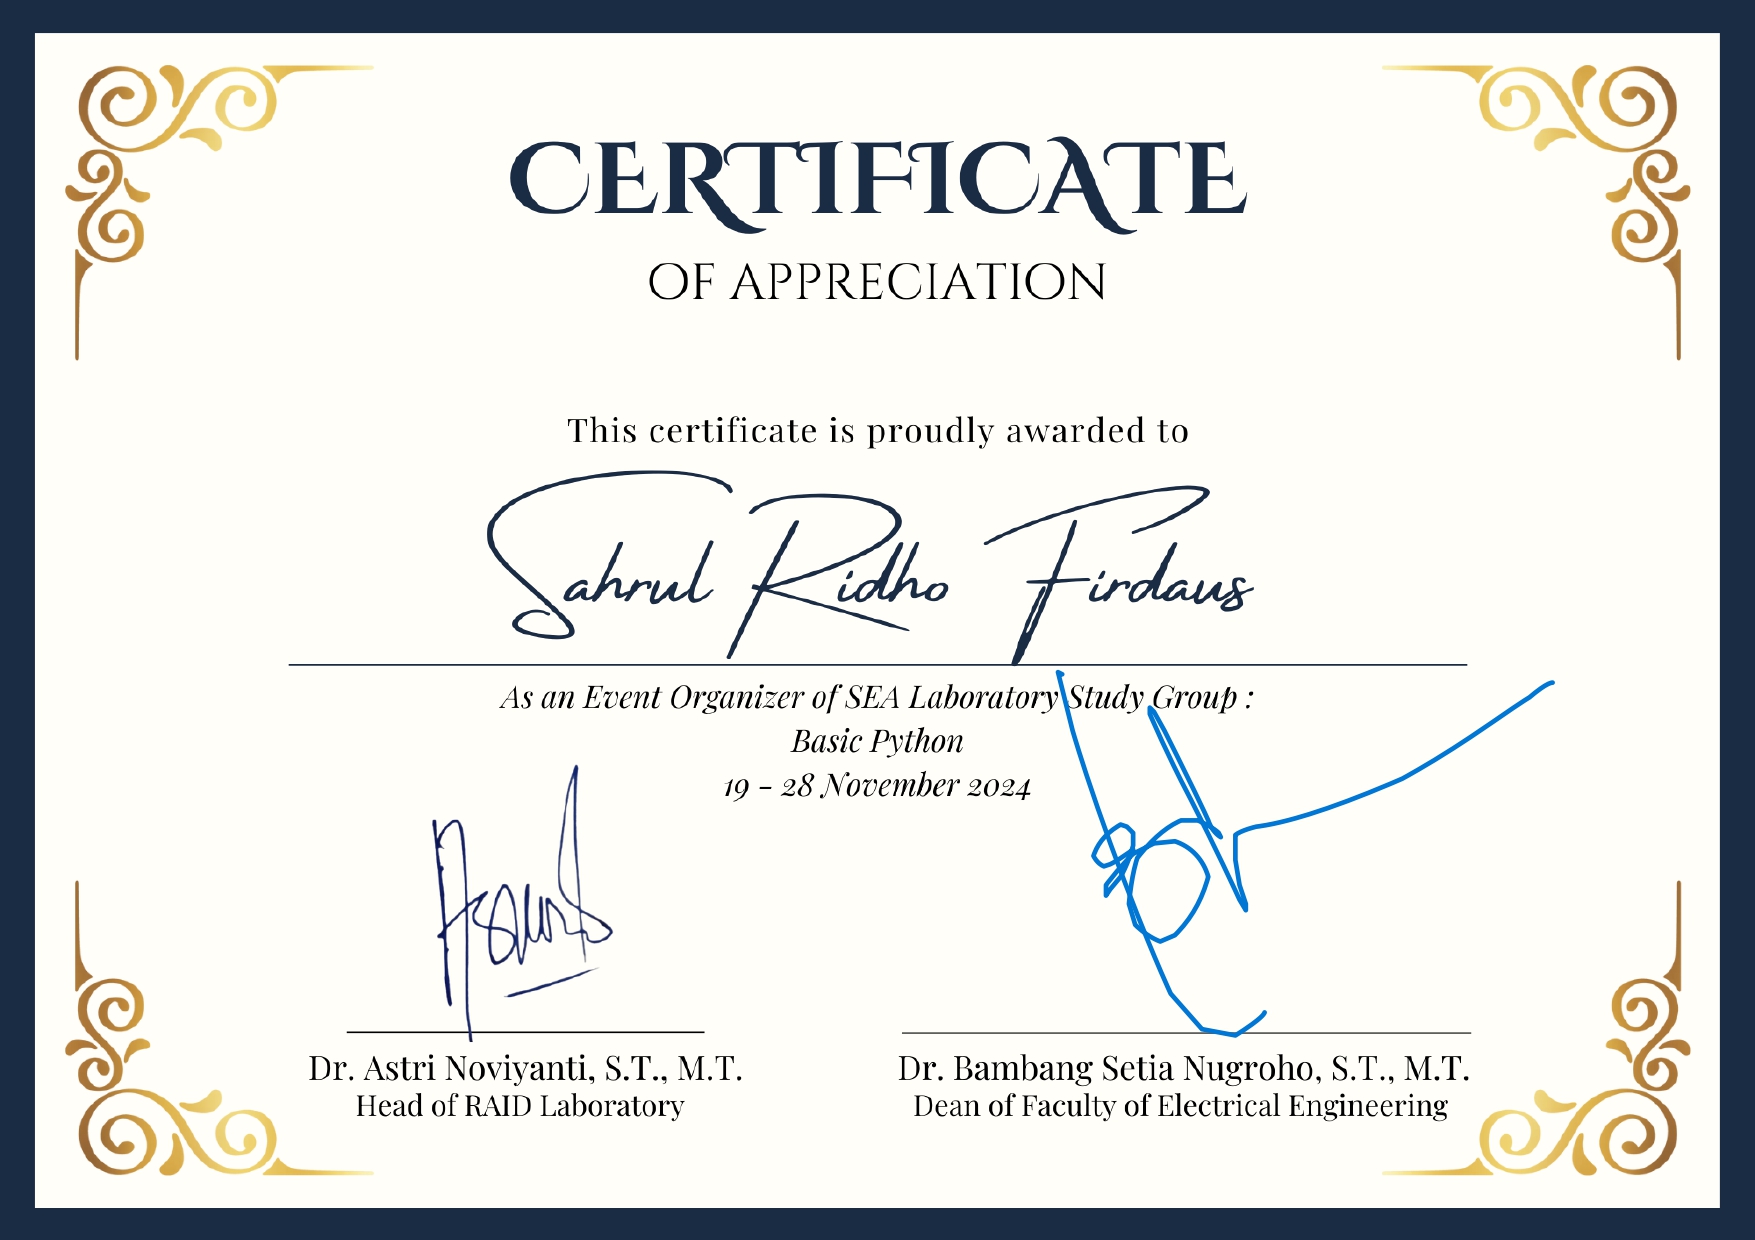 CERTIFICATE
OF APPRECIATION
This certificate is proudly awarded to
Sahrul Ridho Firdaus
As an Event Organizer of SEA Laboratory Study Group :
Basic Python
19 - 28 November 2024
Dr. Astri Noviyanti, S.T., M.T.
Head of RAID Laboratory
Dr. Bambang Setia Nugroho, S.T., M.T.
Dean of Faculty of Electrical Engineering